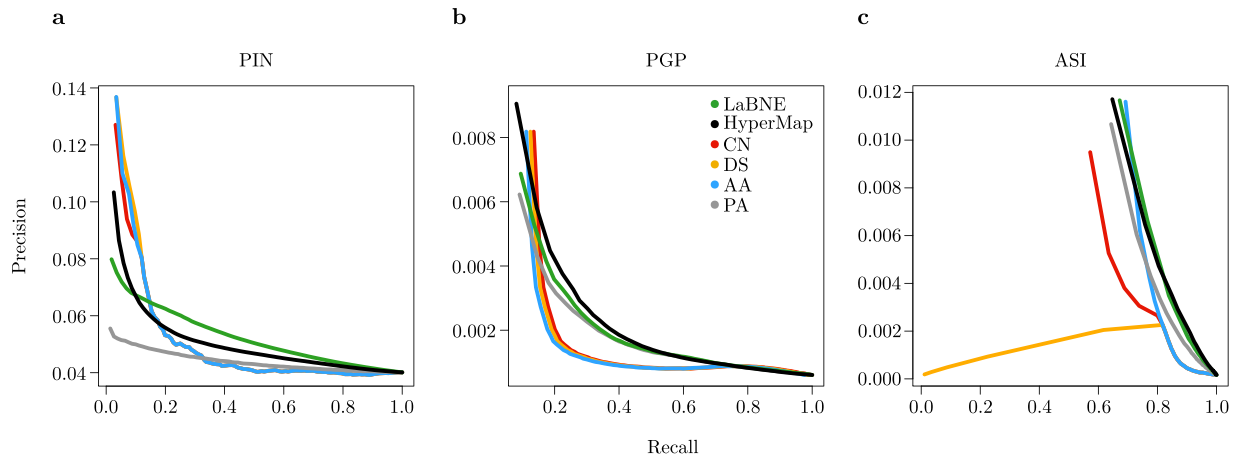 a
b
c
PIN
PGP
ASI
Precision
0.14
0.12
0.10
0.08
0.06
0.04
0.0 0.2 0.4 0.6 0.8 1.0
0.008
0.006
0.004
0.002
0.2 0.4 0.6 0.8 1.0
LaBNE
HyperMap
CN
DS
AA
PA
0.012
0.010
0.008
0.006
0.004
0.002
0.000
0.0 0.2 0.4 0.6 0.8 1.0
Recall